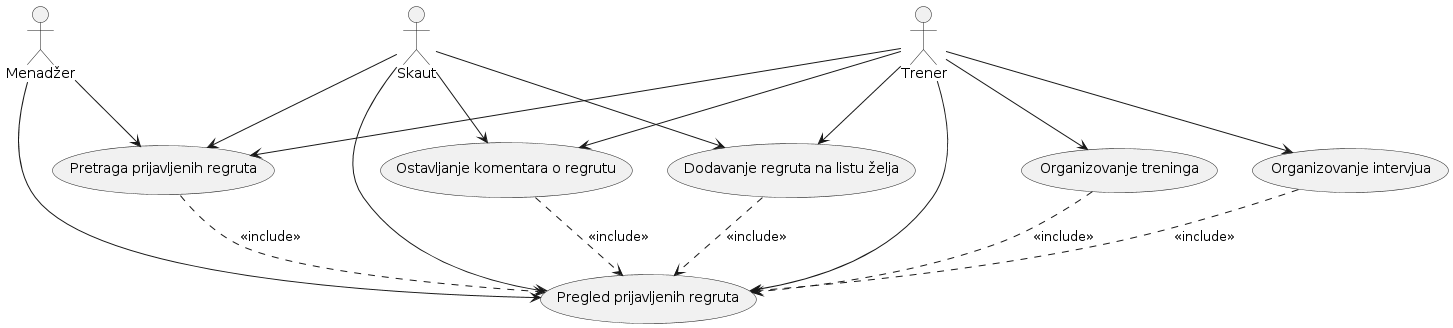 Menadžer
Skaut
Trener
Pretraga prijavljenih regruta
Ostavljanje komentara o regrutu
Dodavanje regruta na listu želja
Organizovanje treninga
Organizovanje intervjua
«include»
«include»
«include»
«include»
«include»
Pregled prijavljenih regruta